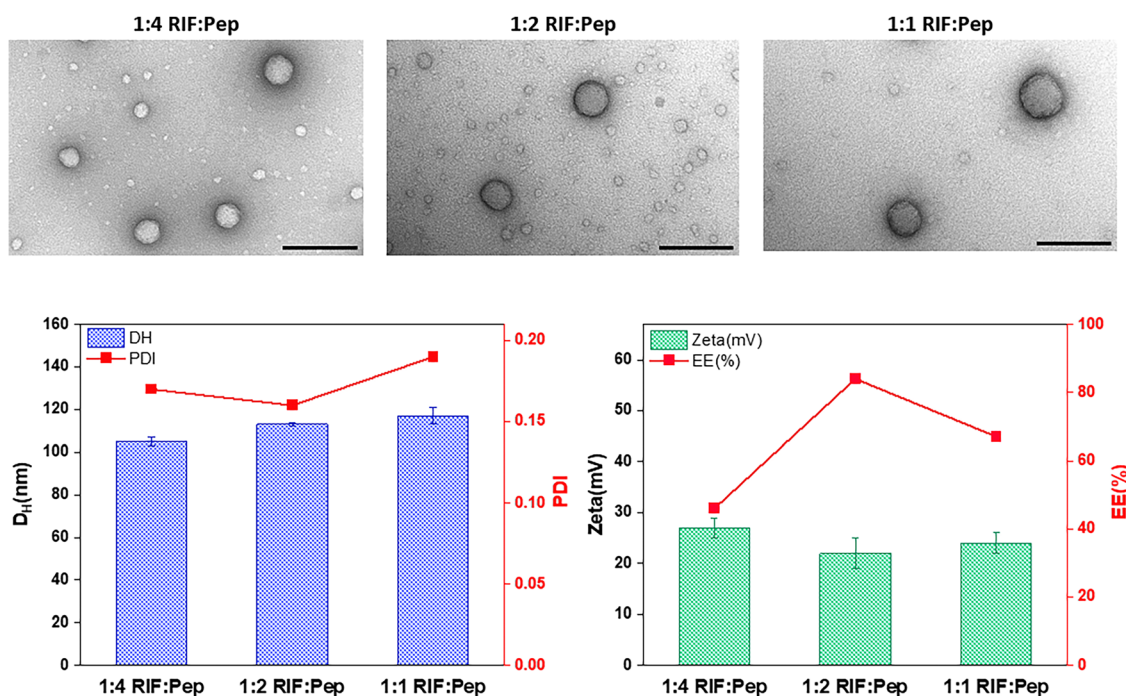 1:4 RIF:Pep
1:2 RIF:Pep
1:1 RIF:Pep
160
140
120
100
80
60
40
20
0
D_H(nm)
DH
PDI
0.20
0.15
0.10
0.05
0.00
PDI
1:4 RIF:Pep
1:2 RIF:Pep
1:1 RIF:Pep
60
50
40
30
20
10
0
Zeta(mV)
Zeta(mV)
EE(%)
100
80
60
40
20
0
EE(%)
1:4 RIF:Pep
1:2 RIF:Pep
1:1 RIF:Pep